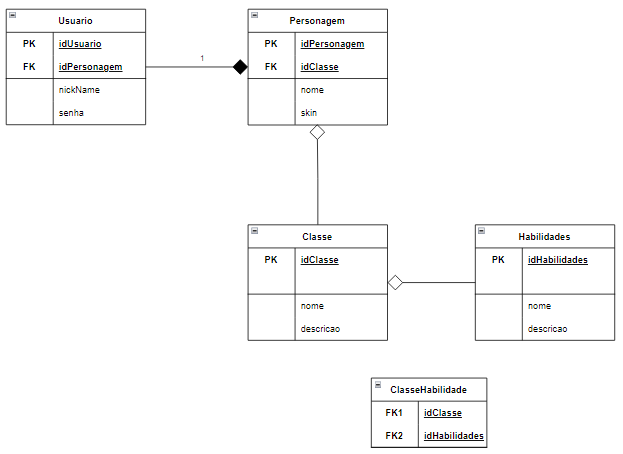 Usuario
PK idUsuario
FK idPersonagem
nickName
senha
1
Personagem
PK idPersonagem
FK idClasse
nome
skin
Classe
PK idClasse
nome
descricao
Habilidades
PK idHabilidades
nome
descricao
ClasseHabilidade
FK1 idClasse
FK2 idHabilidades